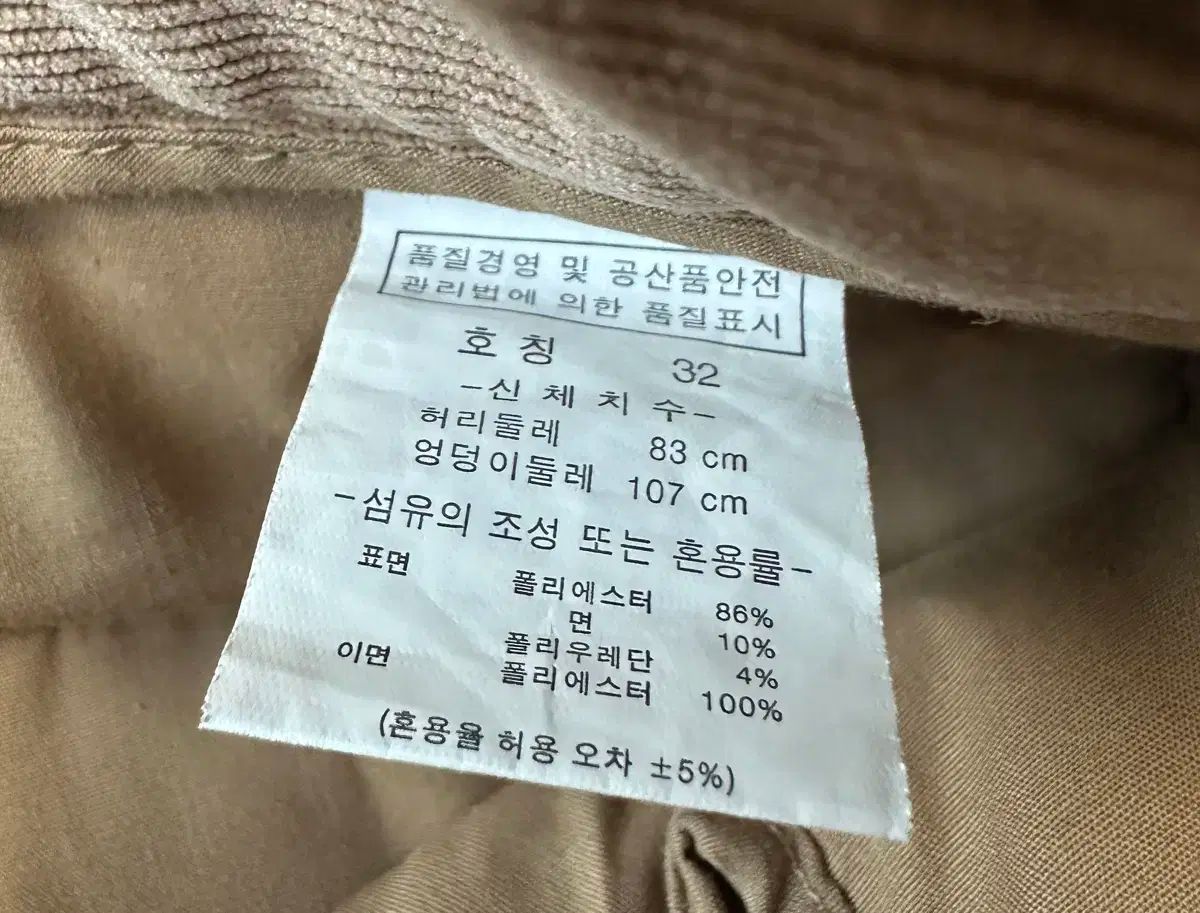 품질경영 및 공산품안전
관리법에 의한 품질표시
호 칭 32
-신 체 치 수-
허리둘레 83 cm
엉덩이둘레 107 cm
-섬유의 조성 또는 혼용률-
표면 폴리에스터 86%
면 10%
폴리우레단 4%
이면 폴리에스터 100%
(혼용율 허용 오차 ±5%)